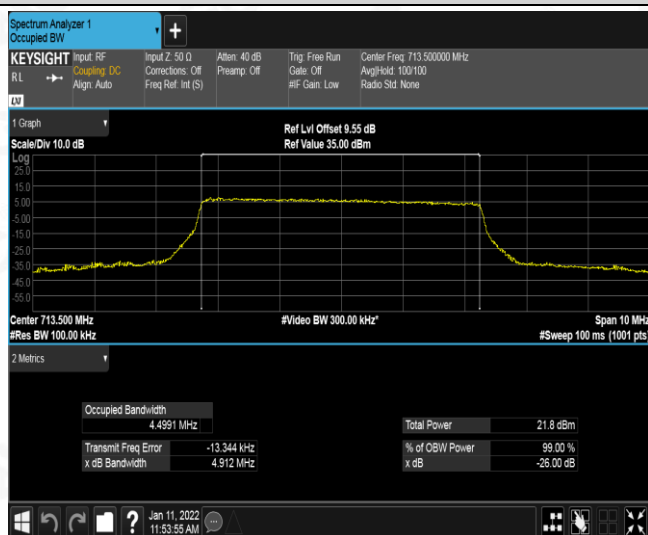 Spectrum Analyzer 1
Occupied BW
+
KEYSIGHT
RL
LXI
Input: RF
Coupling: DC
Align: Auto
Input Z: 50 Ω
Corrections: Off
Freq Ref: Int (S)
Atten: 40 dB
Preamp: Off
Trig: Free Run
Gate: Off
#IF Gain: Low
Center Freq: 713.500000 MHz
Avg|Hold: 100/100
Radio Std: None
1 Graph
Scale/Div 10.0 dB
Ref Lvl Offset 9.55 dB
Ref Value 35.00 dBm
Log
25.0
15.0
5.00
-5.00
-15.0
-25.0
-35.0
-45.0
-55.0
Center 713.500 MHz
#Res BW 100.00 kHz
#Video BW 300.00 kHz*
Span 10 MHz
#Sweep 100 ms (1001 pts)
2 Metrics
Occupied Bandwidth
4.4991 MHz
Transmit Freq Error -13.344 kHz
x dB Bandwidth 4.912 MHz
Total Power 21.8 dBm
% of OBW Power 99.00 %
x dB -26.00 dB
?
Jan 11, 2022
11:53:55 AM